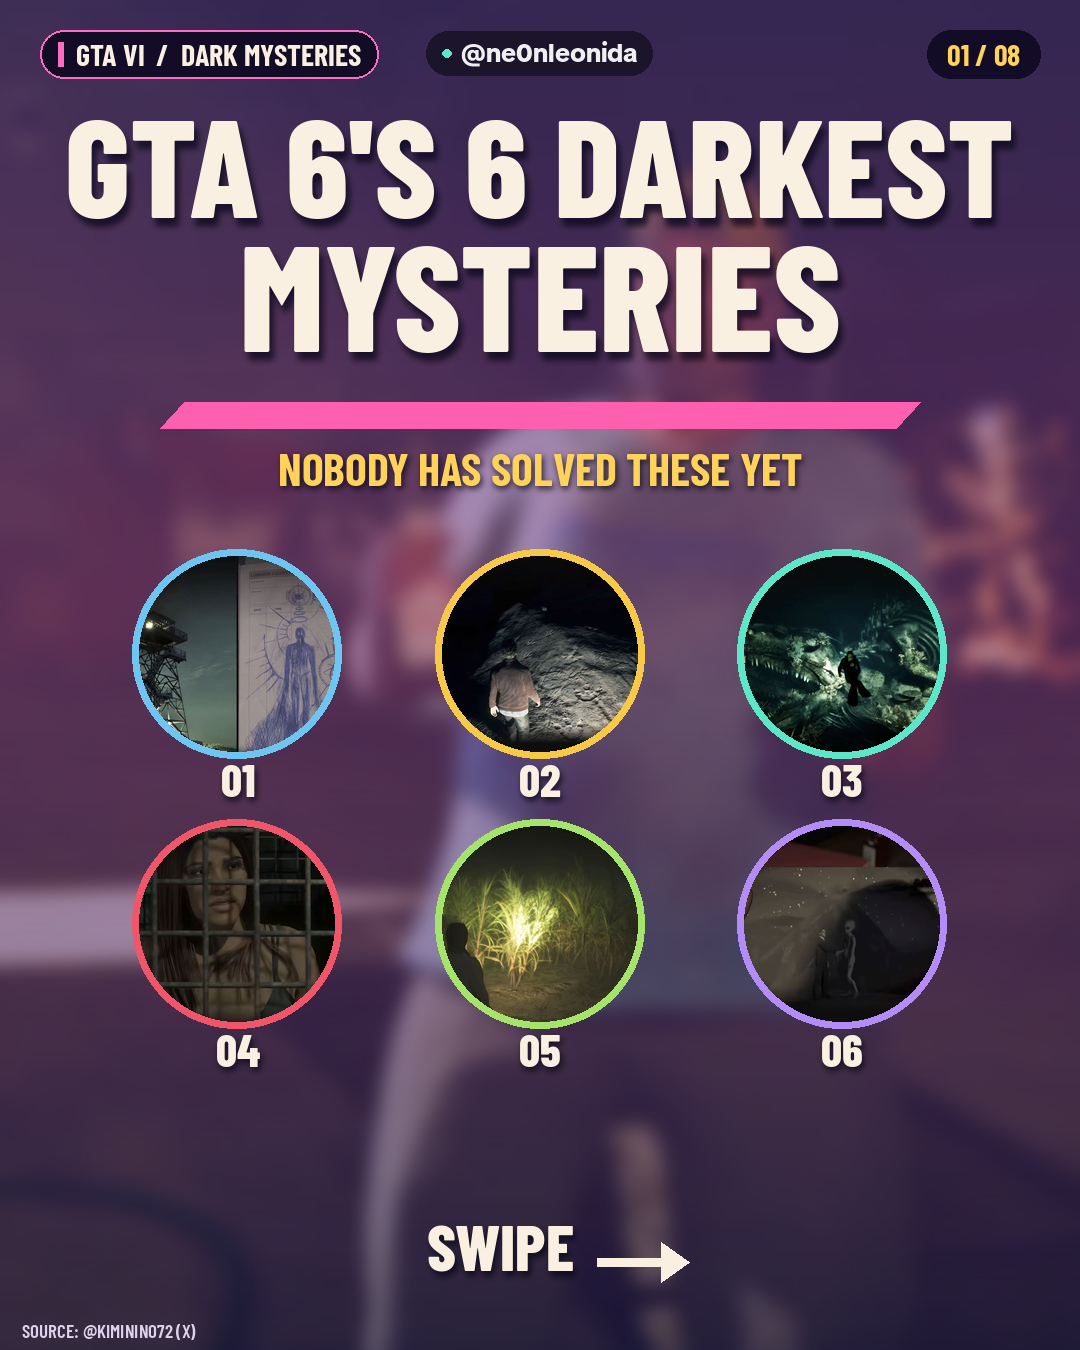 GTA VI / DARK MYSTERIES
@ne0nleonida
01 / 08
GTA 6'S 6 DARKEST
MYSTERIES
NOBODY HAS SOLVED THESE YET
01
02
03
04
05
06
SWIPE
SOURCE: @KIMININO72 (X)